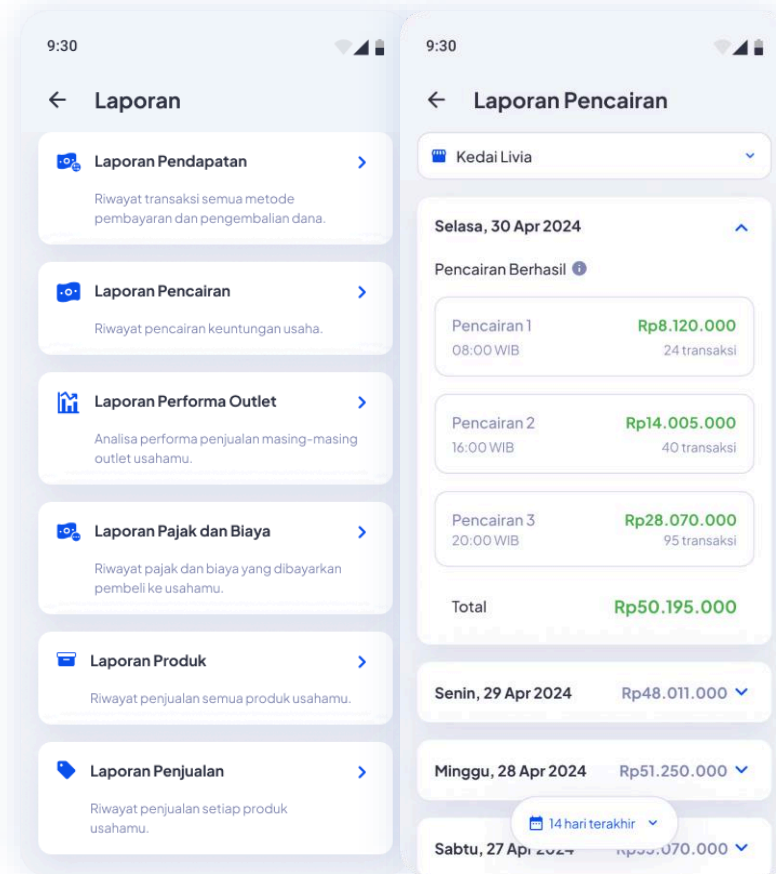 9:30
Laporan
Laporan Pendapatan
Riwayat transaksi semua metode
pembayaran dan pengembalian dana.
Laporan Pencairan
Riwayat pencairan keuntungan usaha.
Laporan Performa Outlet
Analisa performa penjualan masing-masing
outlet usahamu.
Laporan Pajak dan Biaya
Riwayat pajak dan biaya yang dibayarkan
pembeli ke usahamu.
Laporan Produk
Riwayat penjualan semua produk usahamu.
Laporan Penjualan
Riwayat penjualan setiap produk
usahamu.
9:30
Laporan Pencairan
Kedai Livia
Selasa, 30 Apr 2024
Pencairan Berhasil
Pencairan 1 Rp8.120.000
08:00 WIB 24 transaksi
Pencairan 2 Rp14.005.000
16:00 WIB 40 transaksi
Pencairan 3 Rp28.070.000
20:00 WIB 95 transaksi
Total Rp50.195.000
Senin, 29 Apr 2024 Rp48.011.000
Minggu, 28 Apr 2024 Rp51.250.000
14 hari terakhir
Sabtu, 27 Apr 2024